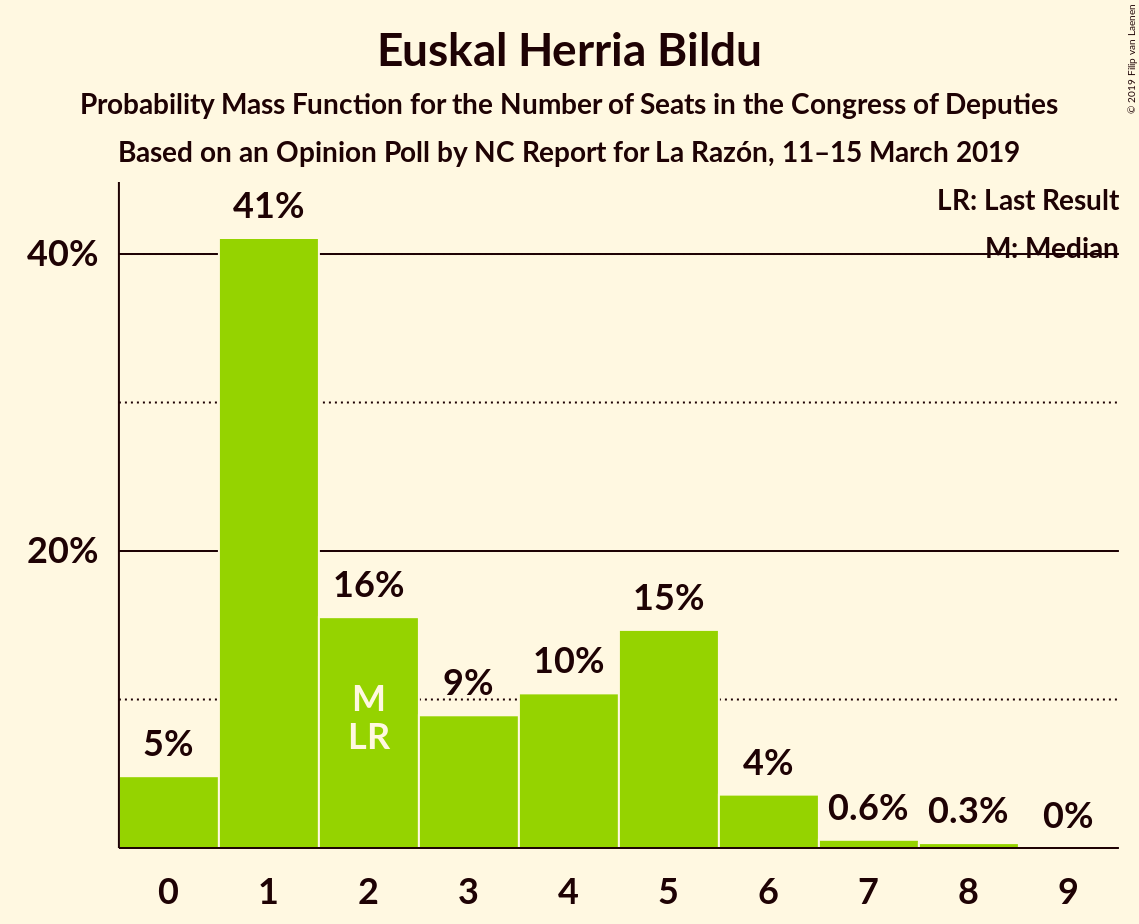 Euskal Herria Bildu
Probability Mass Function for the Number of Seats in the Congress of Deputies
Based on an Opinion Poll by NC Report for La Razón, 11–15 March 2019
© 2019 Filip van Laenen
LR: Last Result
M: Median
40%
20%
5%
41%
16%
M
LR
9%
10%
15%
4%
0.6%
0.3%
0%
0 1 2 3 4 5 6 7 8 9